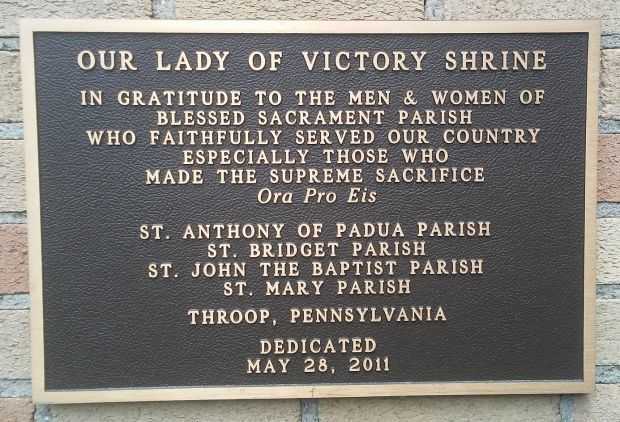 OUR LADY OF VICTORY SHRINE
IN GRATITUDE TO THE MEN & WOMEN OF
BLESSED SACRAMENT PARISH
WHO FAITHFULLY SERVED OUR COUNTRY
ESPECIALLY THOSE WHO
MADE THE SUPREME SACRIFICE
Ora Pro Eis
ST. ANTHONY OF PADUA PARISH
ST. BRIDGET PARISH
ST. JOHN THE BAPTIST PARISH
ST. MARY PARISH
THROOP, PENNSYLVANIA
DEDICATED
MAY 28, 2011